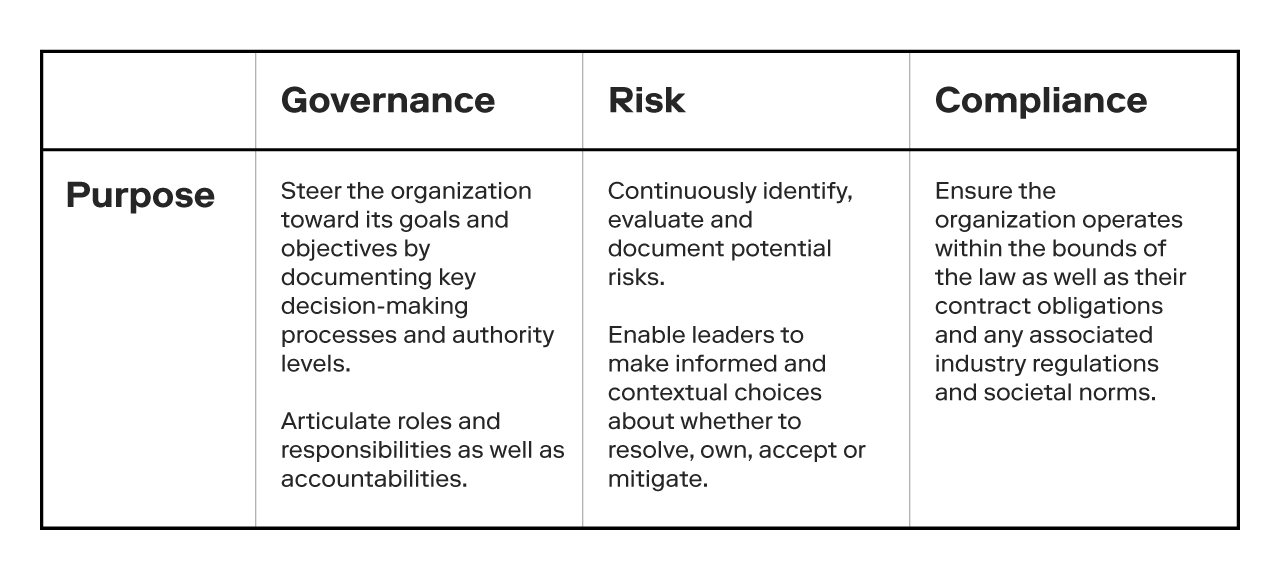 Governance
Risk
Compliance
Purpose
Steer the organization
toward its goals and
objectives by
documenting key
decision-making
processes and authority
levels.
Articulate roles and
responsibilities as well as
accountabilities.
Continuously identify,
evaluate and
document potential
risks.
Enable leaders to
make informed and
contextual choices
about whether to
resolve, own, accept or
mitigate.
Ensure the
organization operates
within the bounds of
the law as well as their
contract obligations
and any associated
industry regulations
and societal norms.